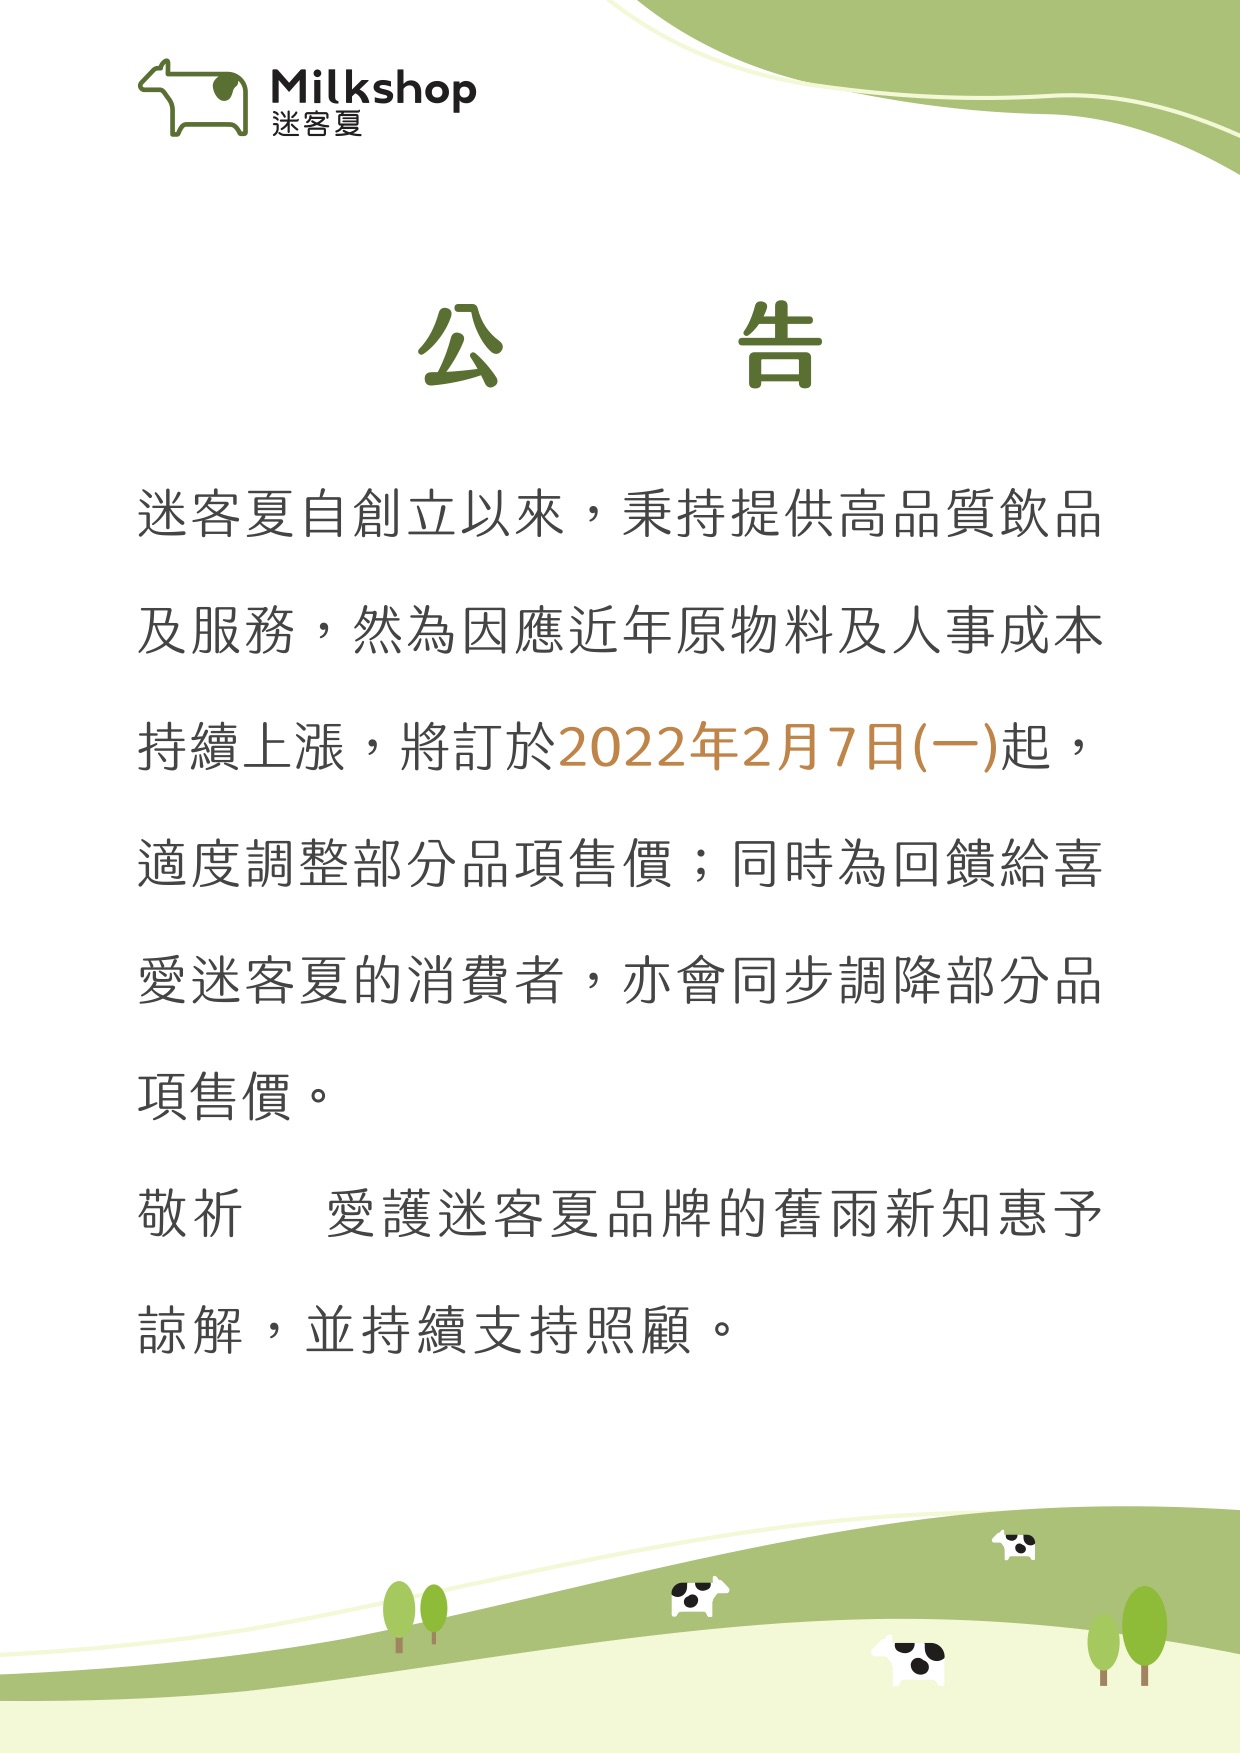 Milkshop
迷客夏
公 告
迷客夏自創立以來，秉持提供高品質飲品
及服務，然為因應近年原物料及人事成本
持續上漲，將訂於2022年2月7日(一)起，
適度調整部分品項售價；同時為回饋給喜
愛迷客夏的消費者，亦會同步調降部分品
項售價。
敬祈　愛護迷客夏品牌的舊雨新知惠予
諒解，並持續支持照顧。